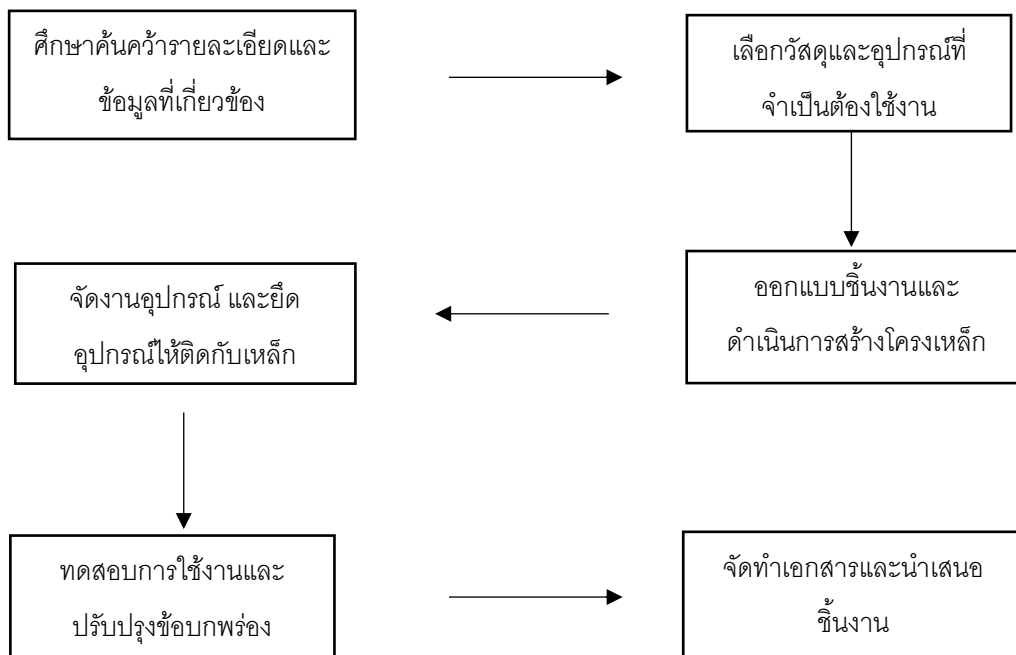 ศึกษาค้นคว้ารายละเอียดและ
ข้อมูลที่เกี่ยวข้อง
เลือกวัสดุและอุปกรณ์ที่
จำเป็นต้องใช้งาน
ออกแบบชิ้นงานและ
ดำเนินการสร้างโครงเหล็ก
จัดงานอุปกรณ์ และยึด
อุปกรณ์ให้ติดกับเหล็ก
ทดสอบการใช้งานและ
ปรับปรุงข้อบกพร่อง
จัดทำเอกสารและนำเสนอ
ชิ้นงาน